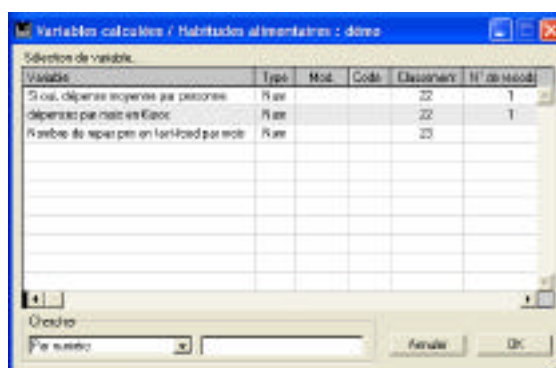 Variables calculées / Habitudes alimentaires : démo
Sélection de variable...
Variable Type Mod. Code Classement N° de recodage
Si oui, dépense moyenne par personne Num 22 1
dépenses par mois en Euros Num 22 1
Nombre de repas pris en fast-food par mois Num 23
Chercher
Par numéro
Annuler OK